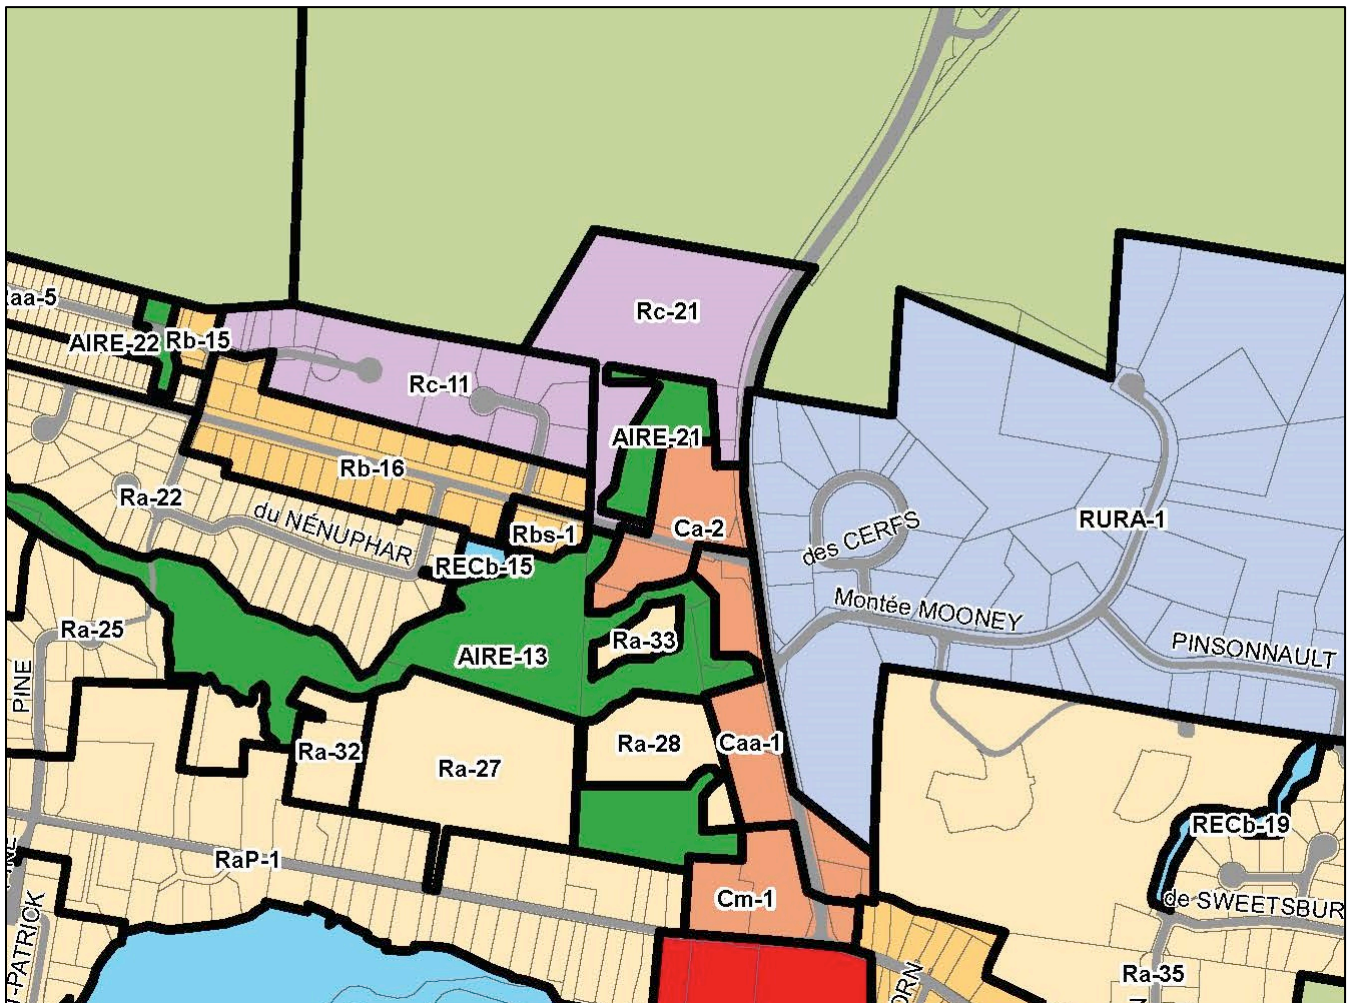 Rc-21
aa-5
AIRE-22
Rb-15
Rc-11
AIRE-21
Rb-16
Ra-22
du NÉNUPHAR
Rbs-1
Ca-2
des CERFS
RURA-1
RECb-15
Montée MOONEY
Ra-25
Ra-33
AIRE-13
PINSONNAULT
PINE
Ra-32
Ra-28
Caa-1
Ra-27
RECb-19
RaP-1
Cm-1
de SWEETSBUR
-PATRICK
ORN
Ra-35